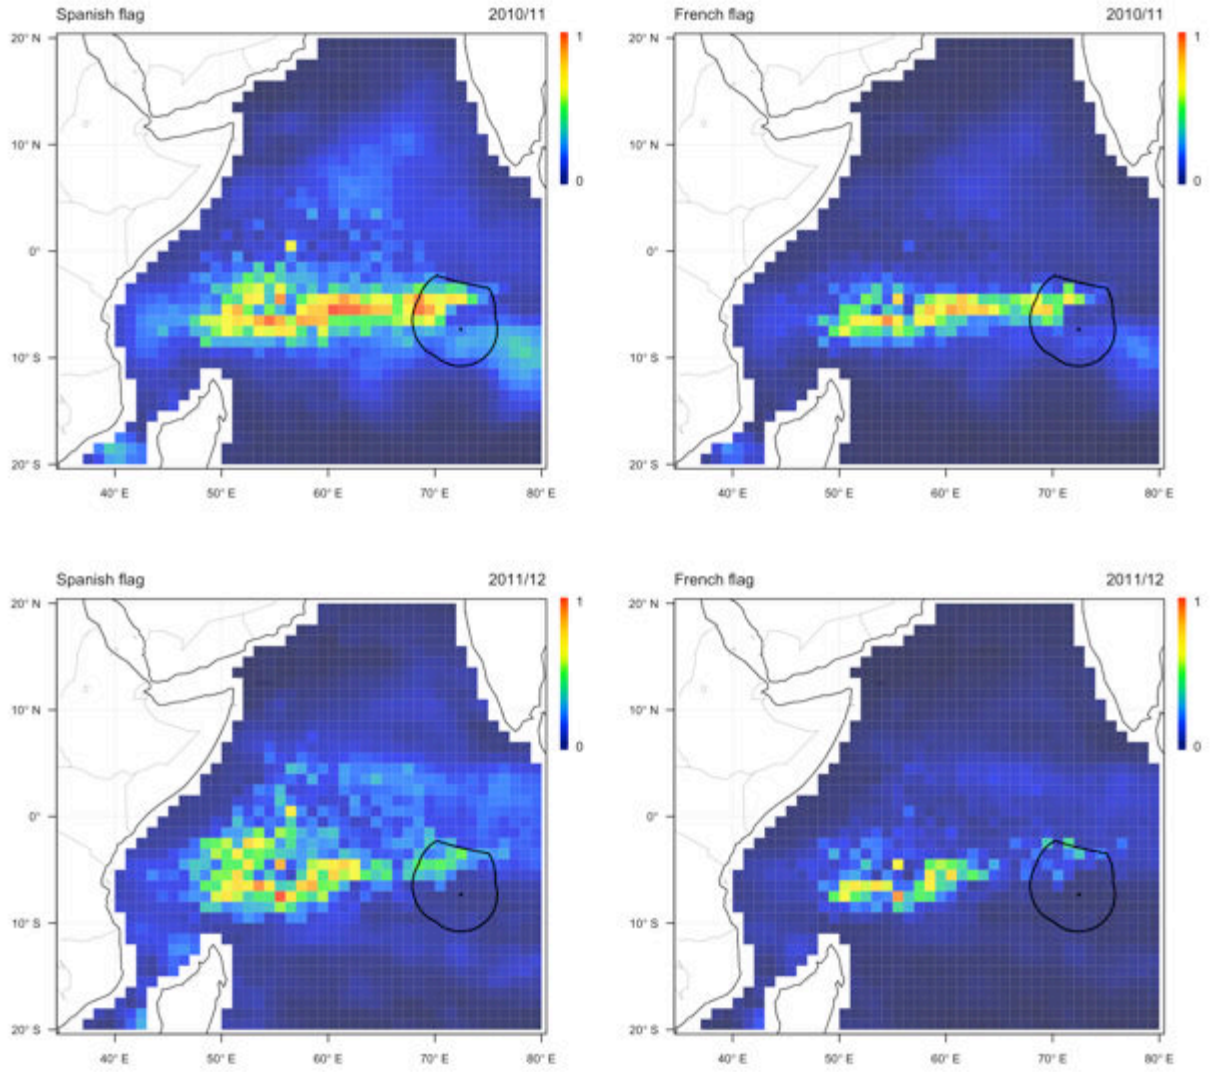 Spanish flag 2010/11 French flag 2010/11
20° N 1 20° N 1
10° N 10° N
0 0
0° 0°
10° S 10° S
20° S 20° S
40° E 50° E 60° E 70° E 80° E 40° E 50° E 60° E 70° E 80° E
Spanish flag 2011/12 French flag 2011/12
20° N 1 20° N 1
10° N 10° N
0 0
0° 0°
10° S 10° S
20° S 20° S
40° E 50° E 60° E 70° E 80° E 40° E 50° E 60° E 70° E 80° E